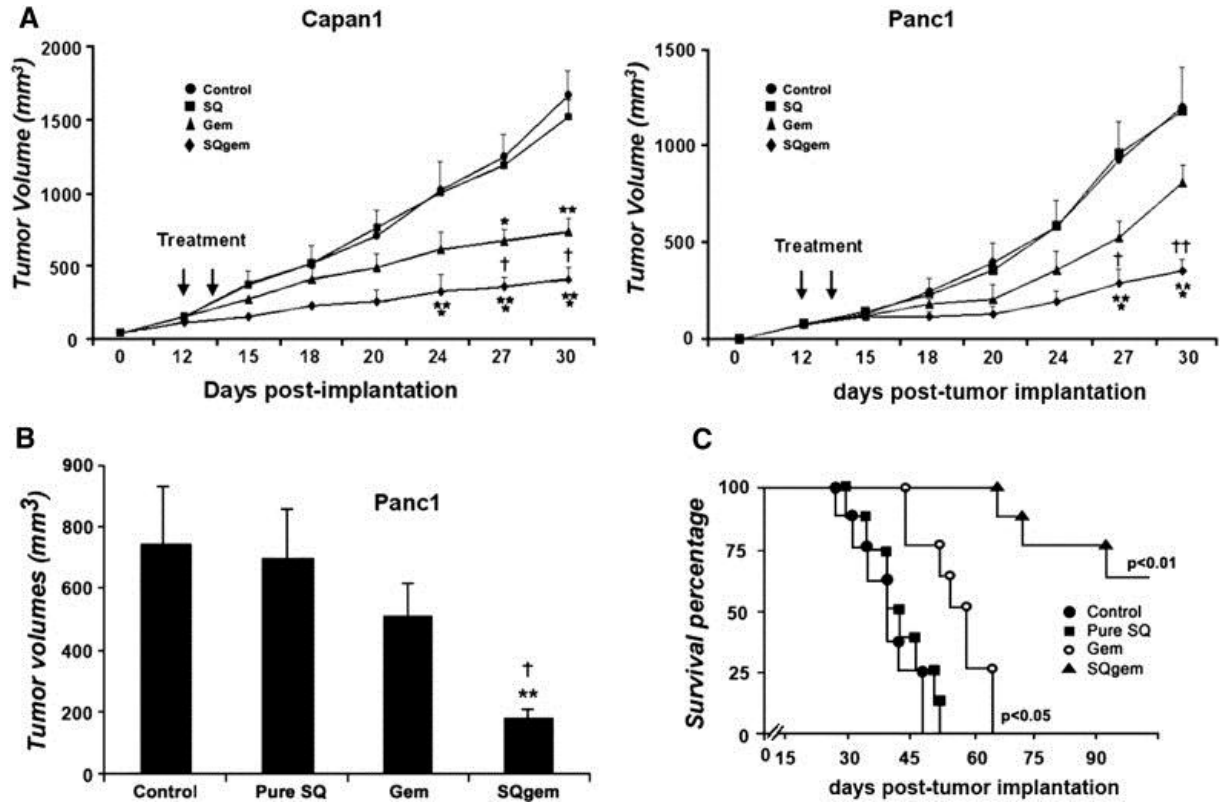 A
Capan1
Tumor Volume (mm³)
2000
1500
1000
500
0
Control
SQ
Gem
SQgem
Treatment
*
**
†
†
**
*
**
*
**
*
0 12 15 18 20 24 27 30
Days post-implantation
Panc1
Tumor Volume (mm³)
1500
1000
500
0
Control
SQ
Gem
SQgem
Treatment
†
††
**
*
**
*
0 12 15 18 20 24 27 30
days post-tumor implantation
B
Panc1
Tumor volumes (mm³)
900
800
600
400
200
0
†
**
Control Pure SQ Gem SQgem
C
Survival percentage
100
75
50
25
0
p<0.01
Control
Pure SQ
Gem
SQgem
p<0.05
0 15 30 45 60 75 90
days post-tumor implantation